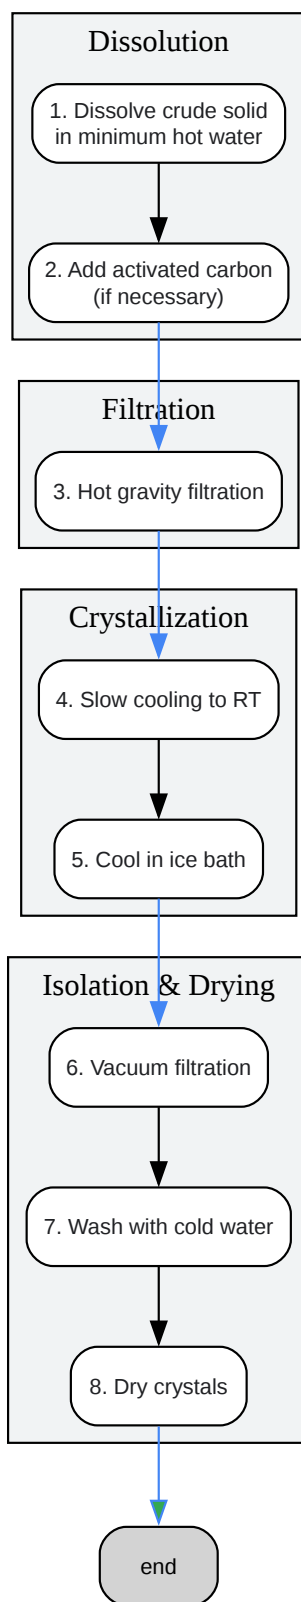 Dissolution
1. Dissolve crude solid
in minimum hot water
2. Add activated carbon
(if necessary)
Filtration
3. Hot gravity filtration
Crystallization
4. Slow cooling to RT
5. Cool in ice bath
Isolation & Drying
6. Vacuum filtration
7. Wash with cold water
8. Dry crystals
end